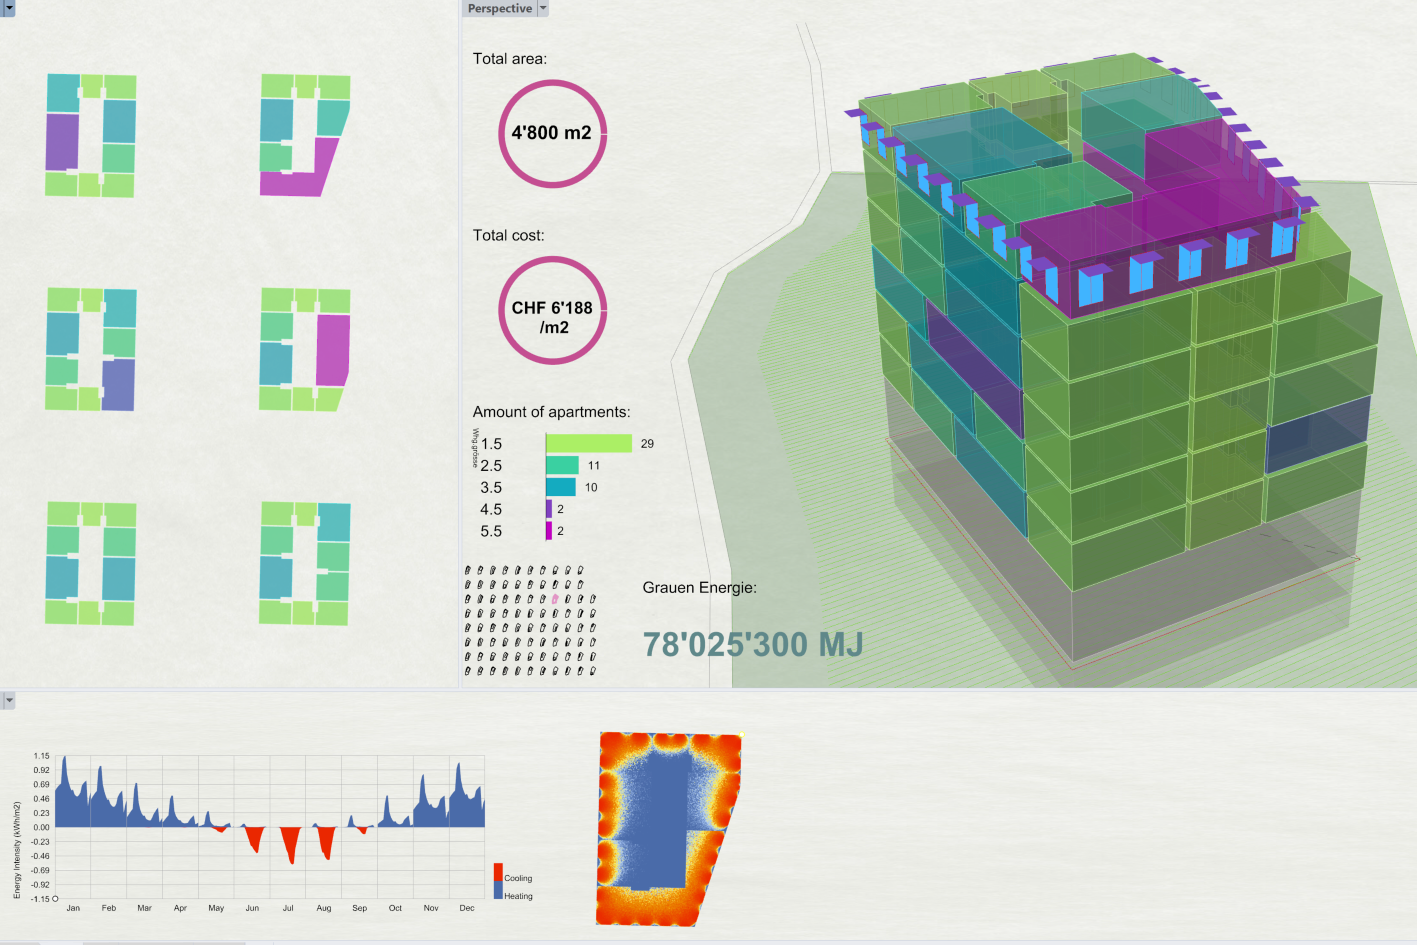 Perspective
Total area:
4'800 m2
Total cost:
CHF 6'188
/m2
Amount of apartments:
Whg.grösse
1.5 29
2.5 11
3.5 10
4.5 2
5.5 2
Grauen Energie:
78'025'300 MJ
Energy Intensity (kWh/m2)
1.15
0.92
0.69
0.46
0.23
0.00
-0.23
-0.46
-0.69
-0.92
-1.15
Jan Feb Mar Apr May Jun Jul Aug Sep Oct Nov Dec
Cooling
Heating